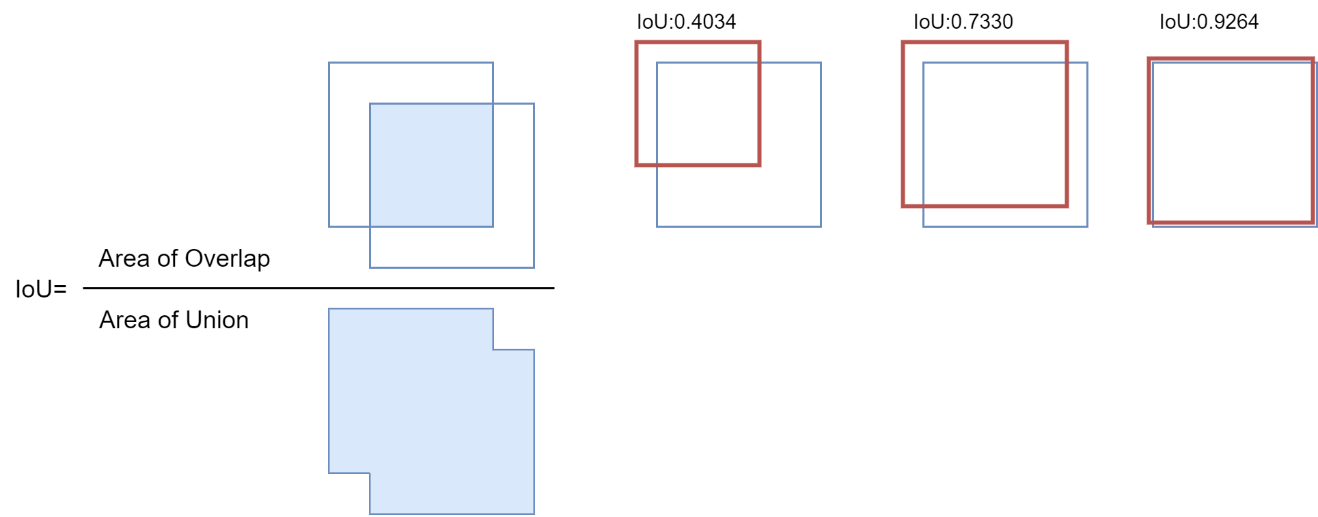 IoU:0.4034
IoU:0.7330
IoU:0.9264
Area of Overlap
IoU=
Area of Union